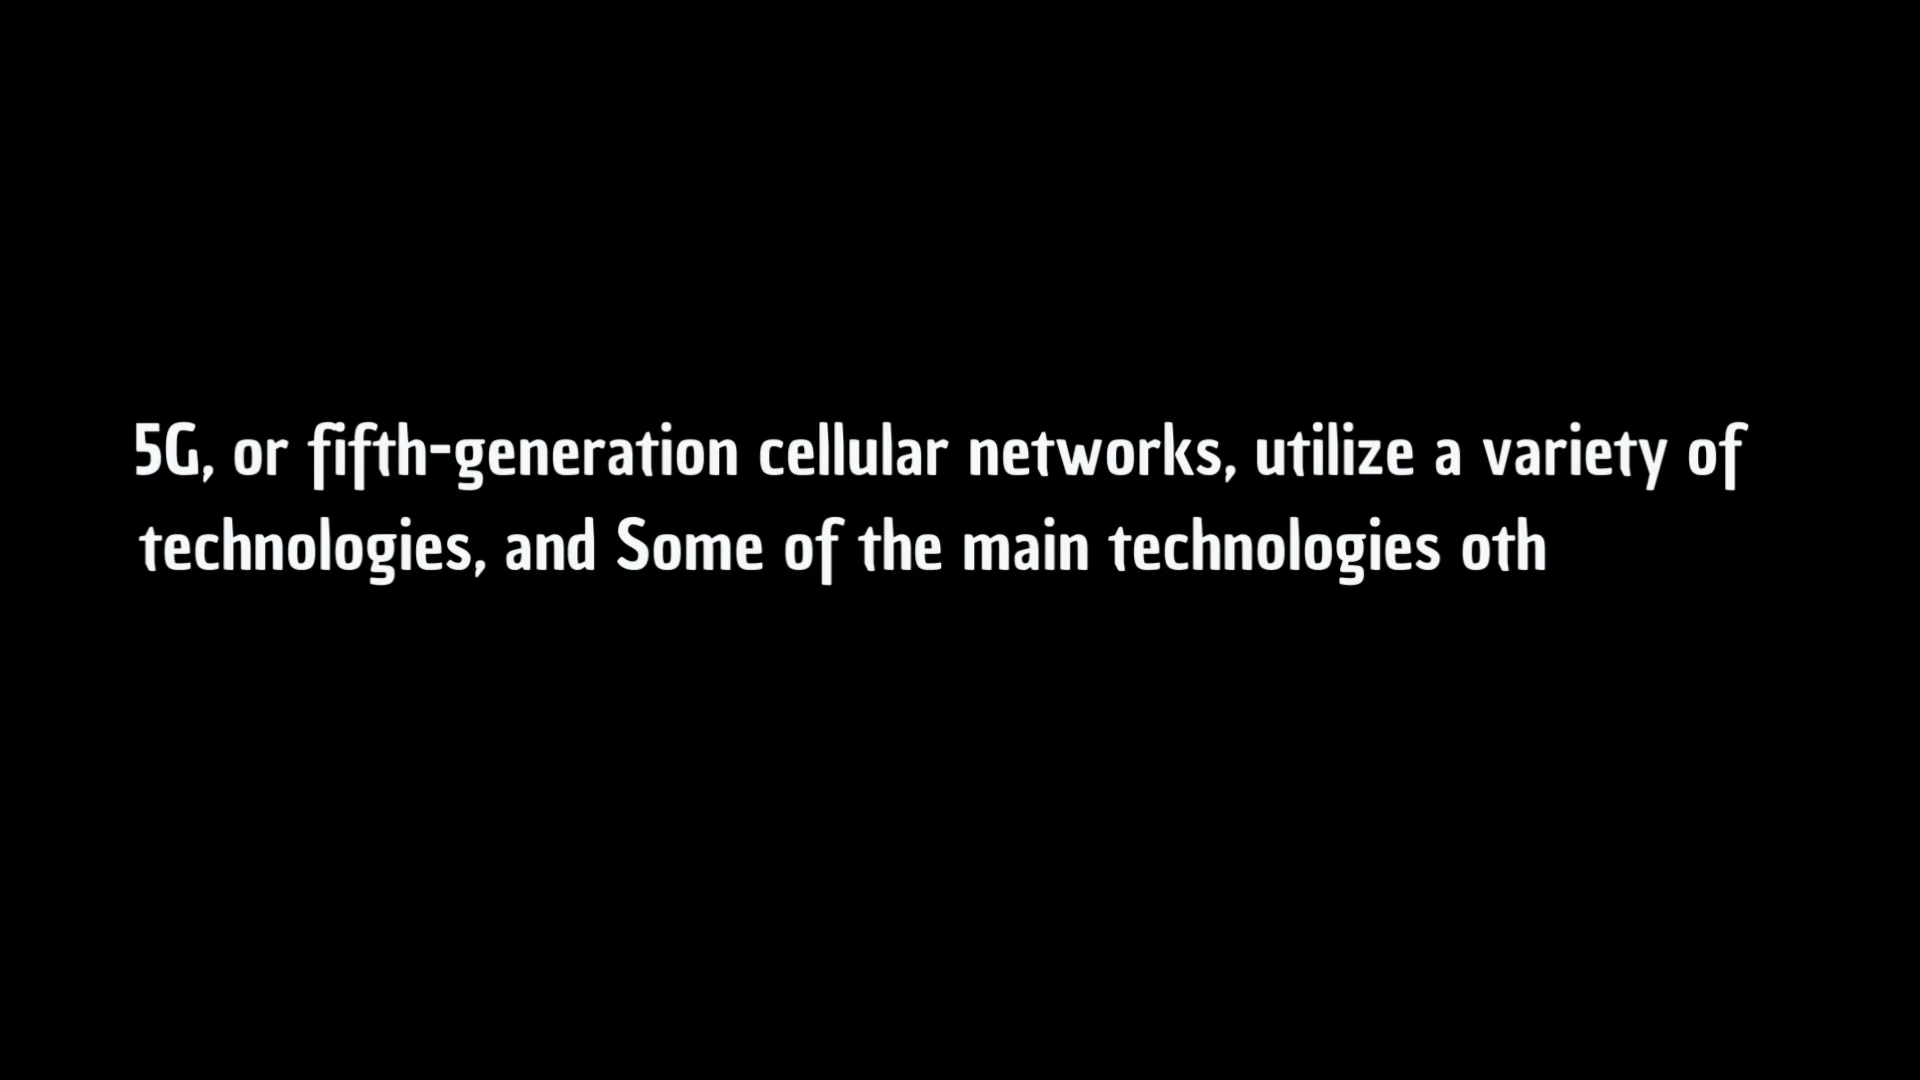 5G, or fifth-generation cellular networks, utilize a variety of
technologies, and Some of the main technologies oth